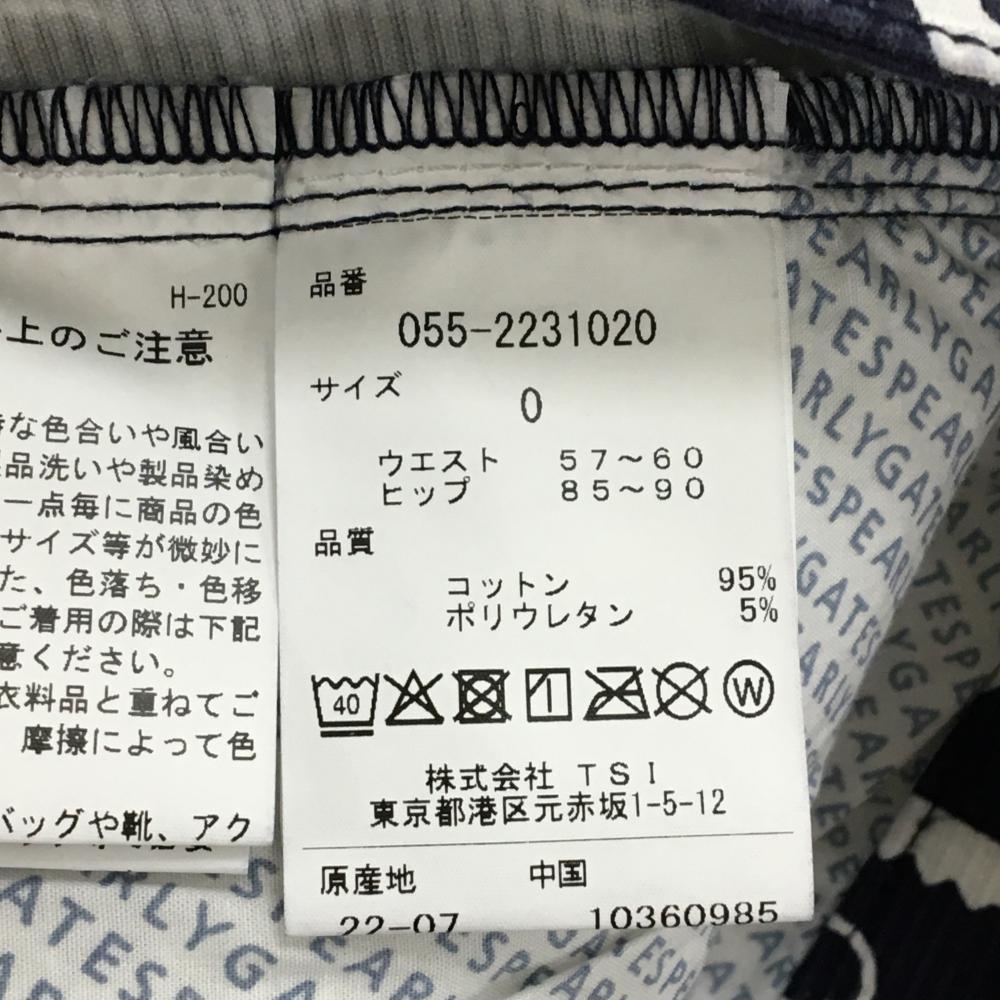 H-200
上のご注意
な色合いや風合い
品洗いや製品染め
一点毎に商品の色
サイズ等が微妙に
た、色落ち・色移
ご着用の際は下記
意ください。
衣料品と重ねてご
摩擦によって色
バッグや靴、アク
品番
055-2231020
サイズ
0
ウエスト 57～60
ヒップ 85～90
品質
コットン 95%
ポリウレタン 5%
40 W
株式会社 TSI
東京都港区元赤坂1-5-12
原産地 中国
22-07 10360985
PEARLYGATES